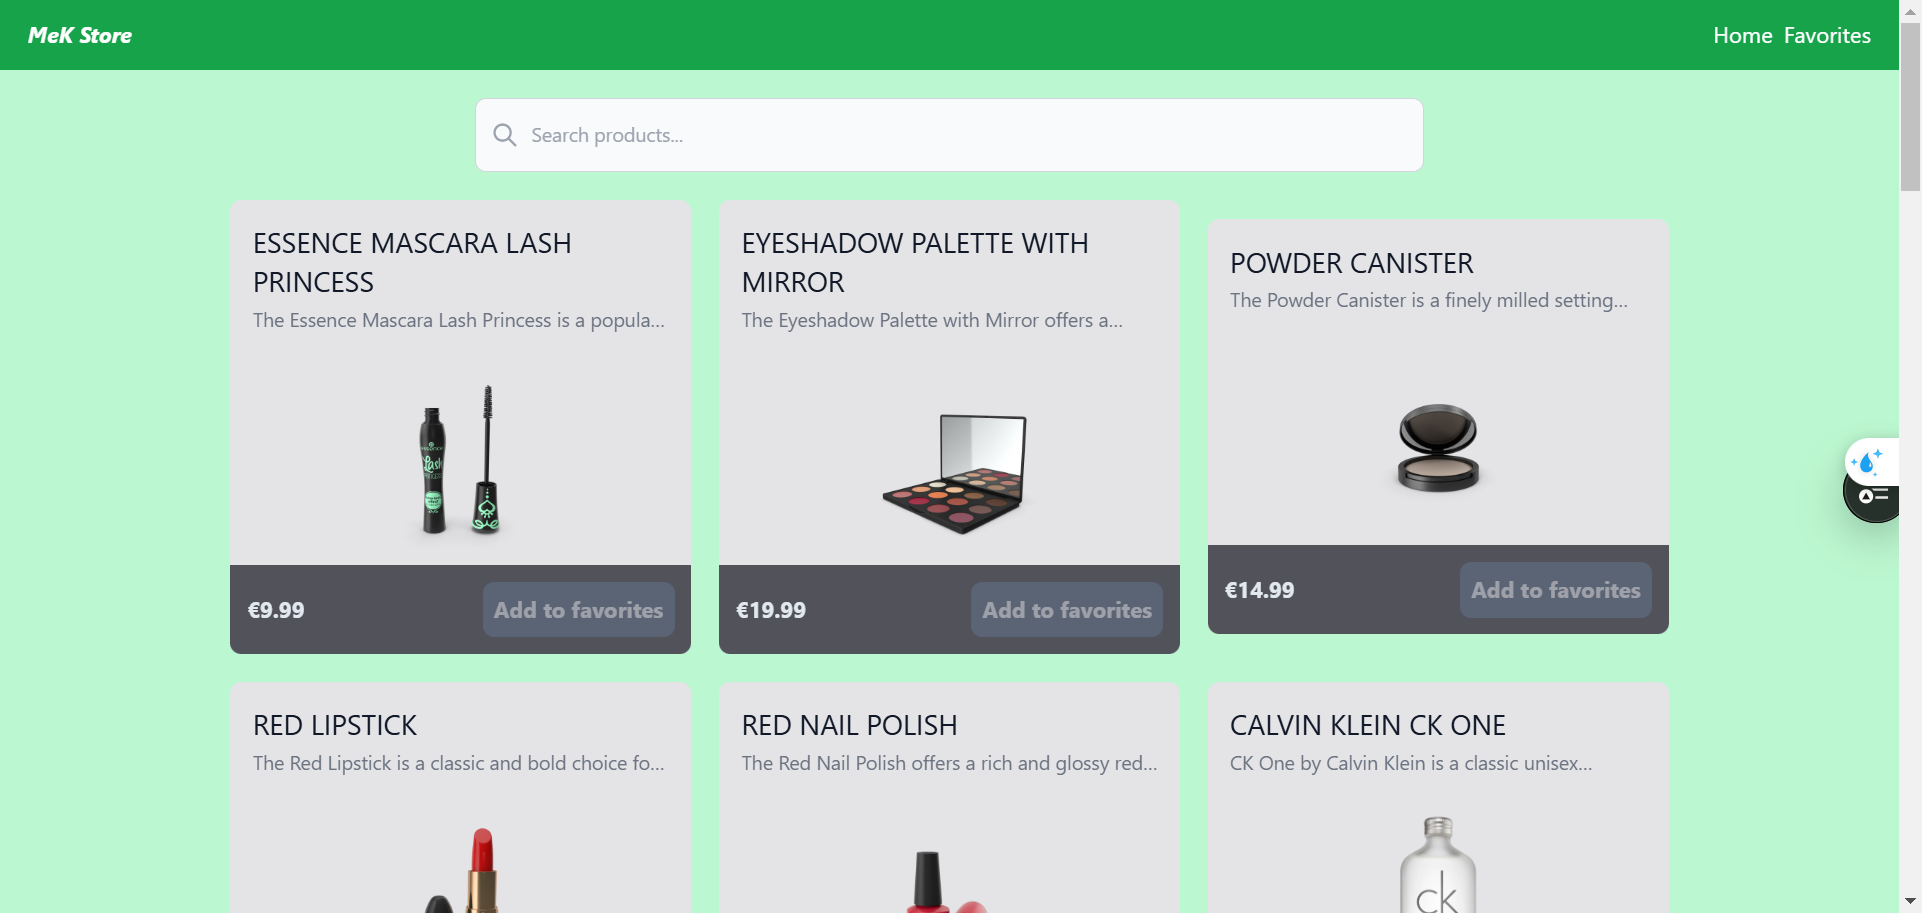 MeK Store
Home Favorites
Search products...
ESSENCE MASCARA LASH
PRINCESS
The Essence Mascara Lash Princess is a popula...
€9.99
Add to favorites
EYESHADOW PALETTE WITH
MIRROR
The Eyeshadow Palette with Mirror offers a...
€19.99
Add to favorites
POWDER CANISTER
The Powder Canister is a finely milled setting...
€14.99
Add to favorites
RED LIPSTICK
The Red Lipstick is a classic and bold choice fo...
RED NAIL POLISH
The Red Nail Polish offers a rich and glossy red...
CALVIN KLEIN CK ONE
CK One by Calvin Klein is a classic unisex...
ck